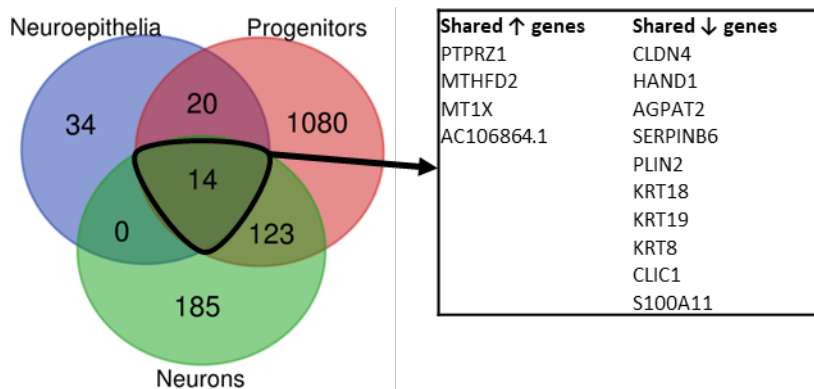 Neuroepithelia
Progenitors
34
20
1080
14
0
123
185
Neurons
Shared ↑ genes
PTPRZ1
MTHFD2
MT1X
AC106864.1
Shared ↓ genes
CLDN4
HAND1
AGPAT2
SERPINB6
PLIN2
KRT18
KRT19
KRT8
CLIC1
S100A11